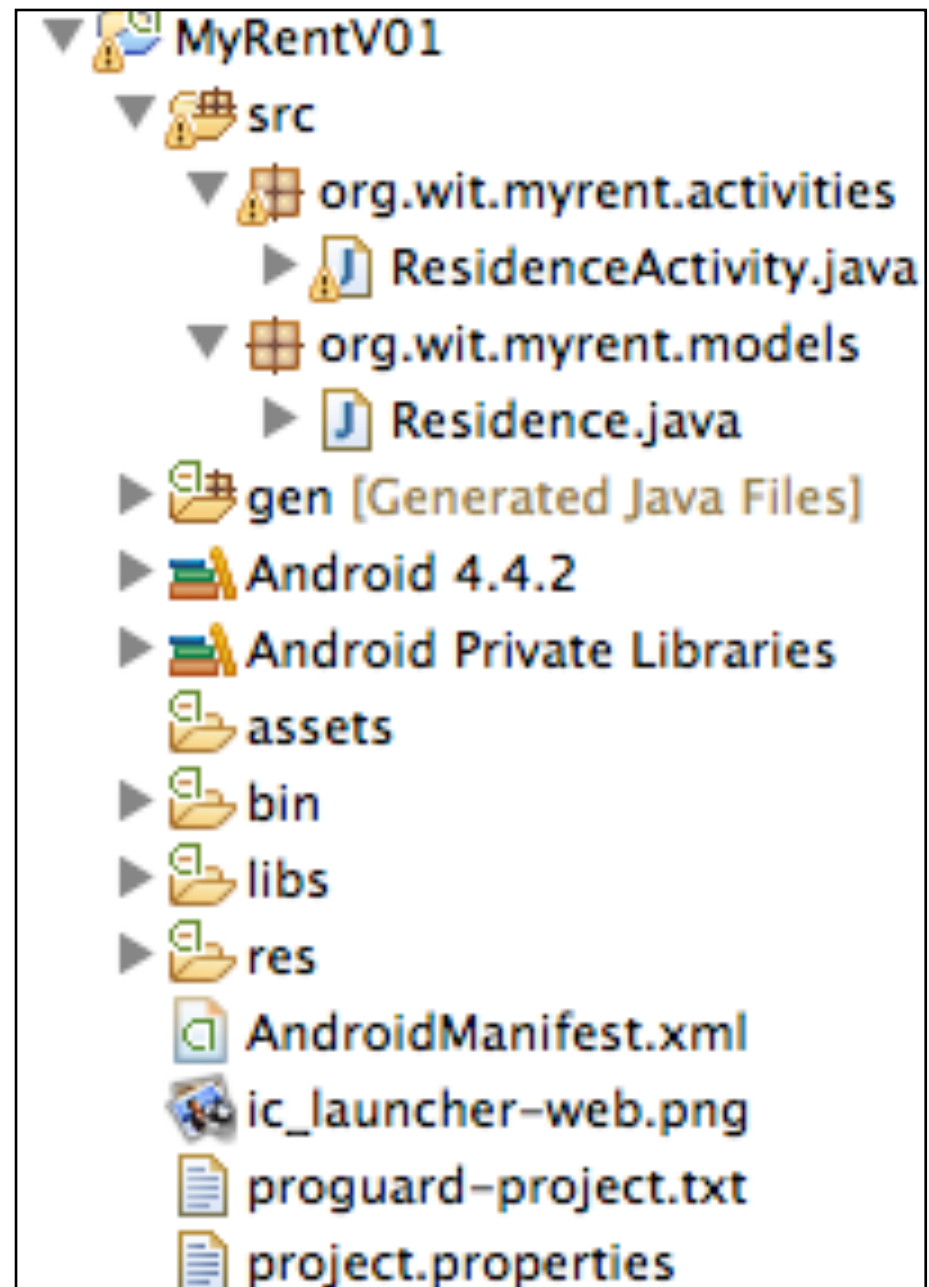 MyRentV01
src
org.wit.myrent.activities
ResidenceActivity.java
org.wit.myrent.models
Residence.java
gen [Generated Java Files]
Android 4.4.2
Android Private Libraries
assets
bin
libs
res
AndroidManifest.xml
ic_launcher-web.png
proguard-project.txt
project.properties